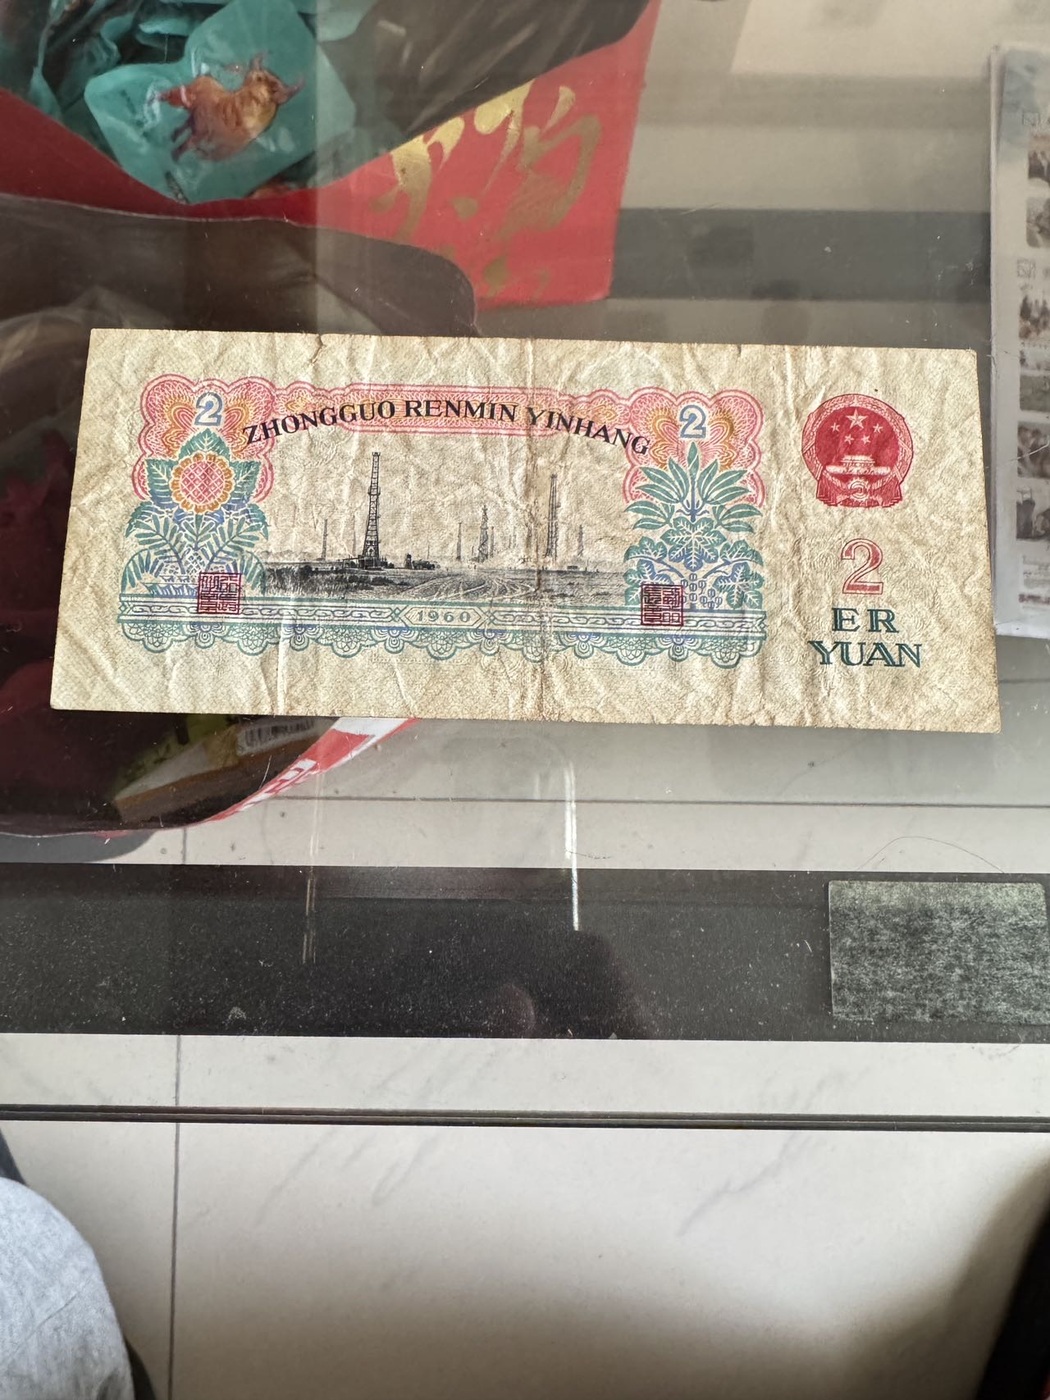 2
ZHONGGUO RENMIN YINHANG
2
1960
2
ER
YUAN